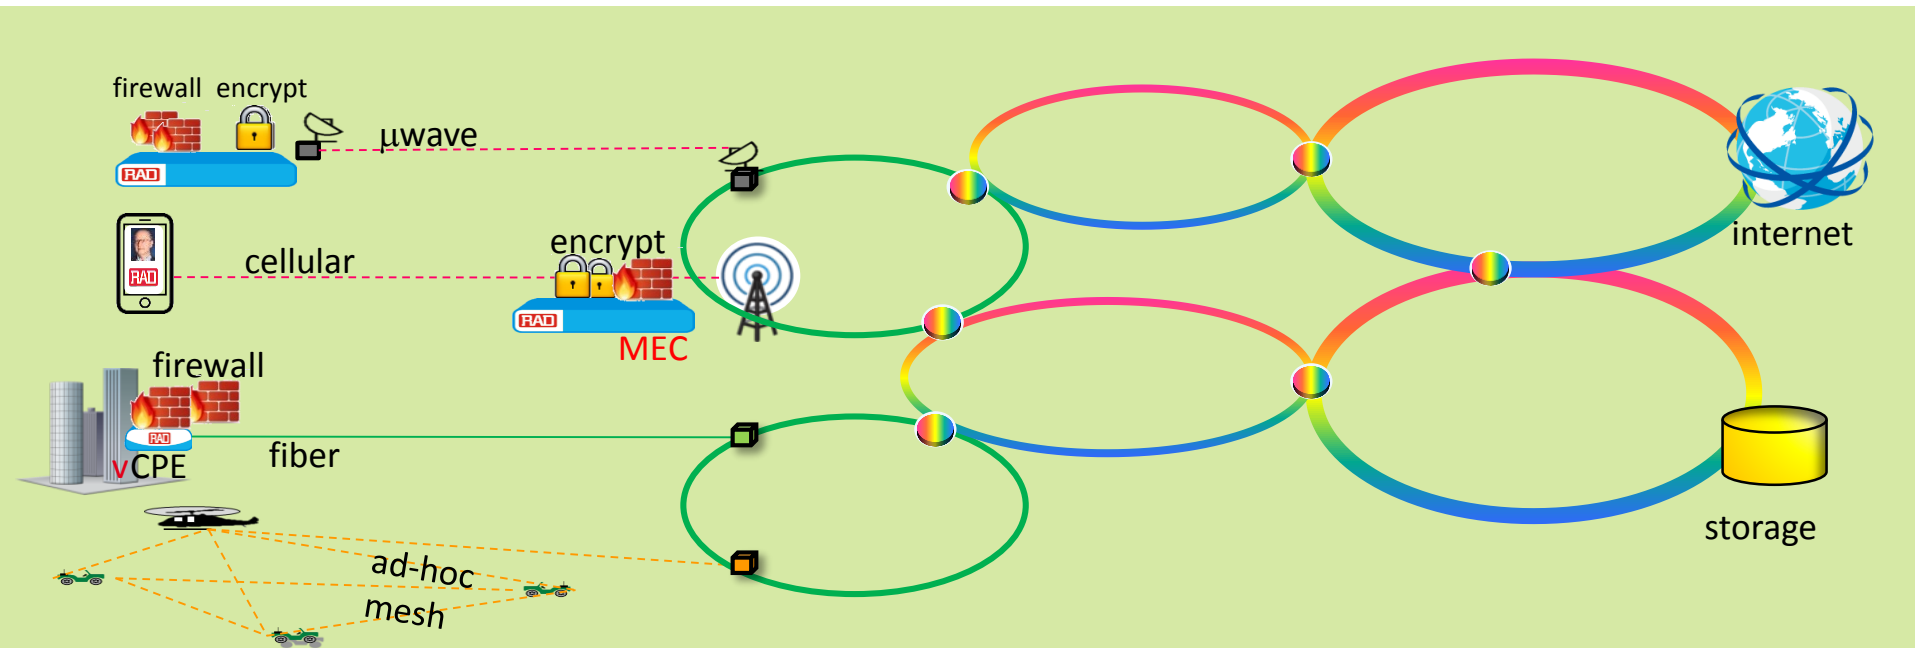 firewall encrypt
μwave
RAD
internet
encrypt
cellular
RAD
RAD
MEC
firewall
RAD
fiber
vCPE
storage
ad-hoc
mesh